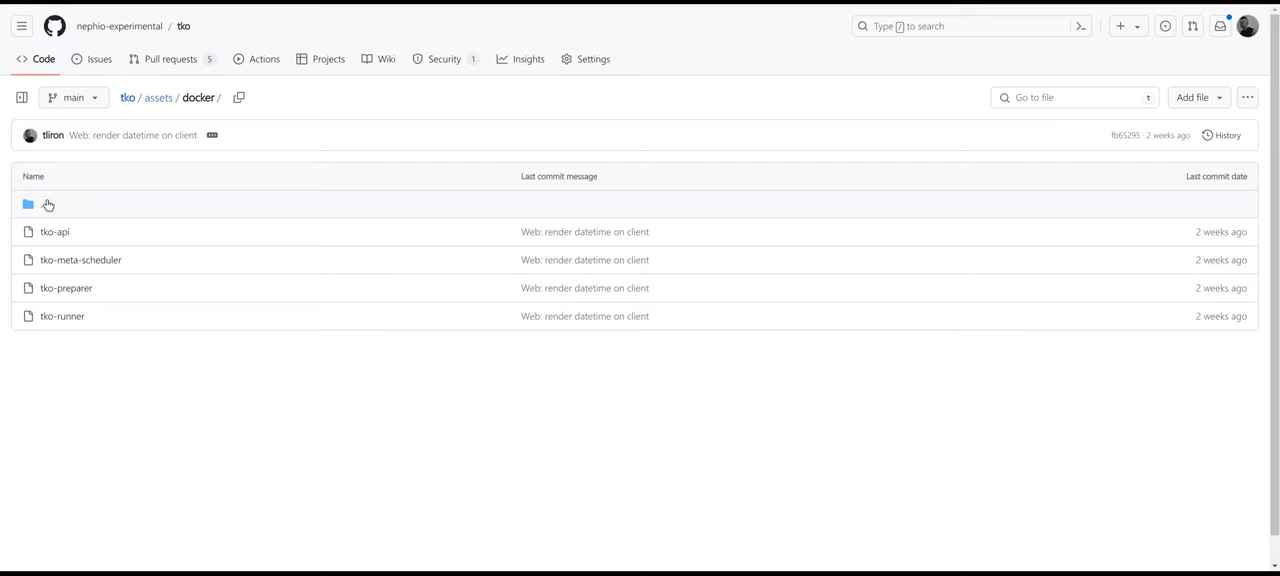 nephio-experimental / tko
Type / to search
Code Issues Pull requests 5 Actions Projects Wiki Security 1 Insights Settings
main tko / assets / docker / Go to file t Add file
tliron Web: render datetime on client fb65295 · 2 weeks ago History
Name Last commit message Last commit date
tko-api Web: render datetime on client 2 weeks ago
tko-meta-scheduler Web: render datetime on client 2 weeks ago
tko-preparer Web: render datetime on client 2 weeks ago
tko-runner Web: render datetime on client 2 weeks ago